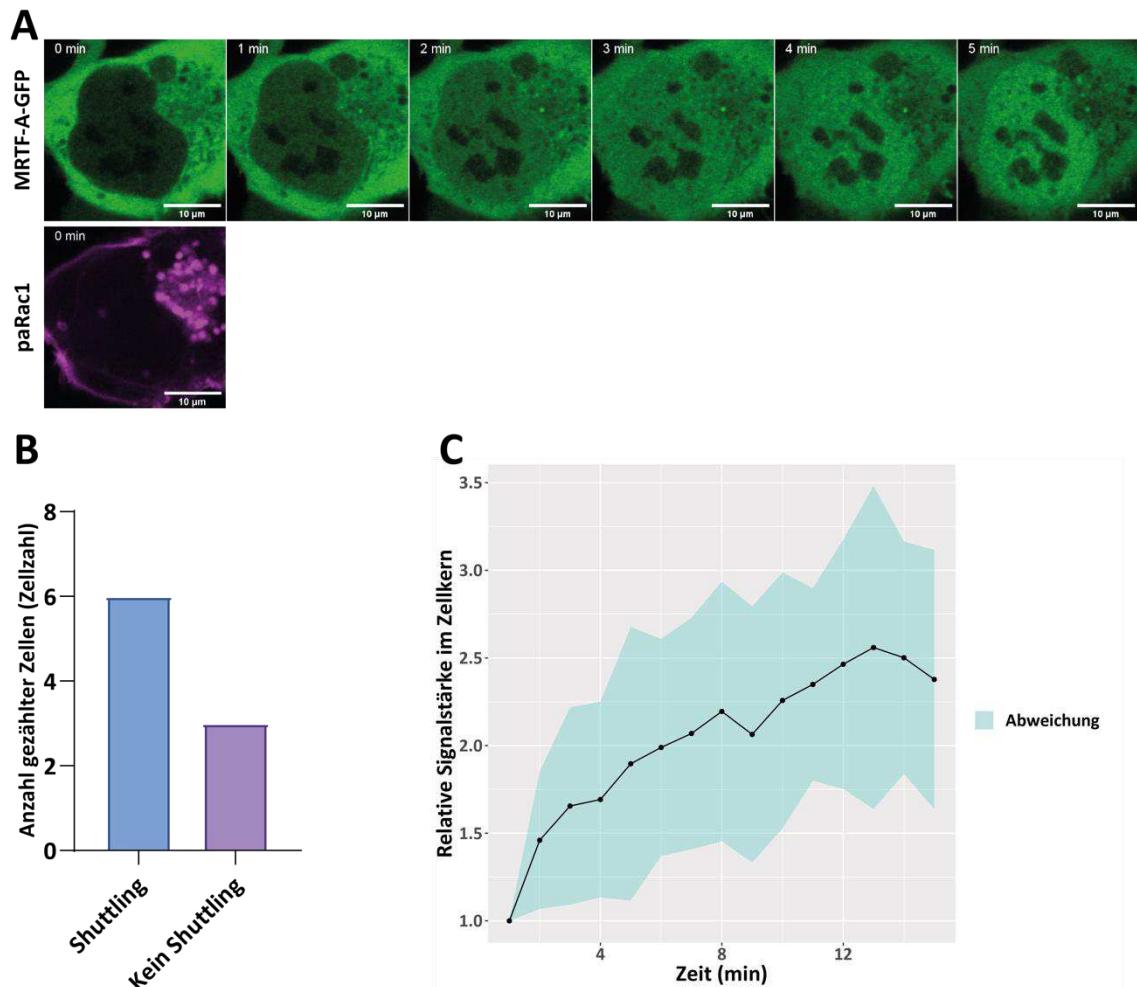 A
MRTF-A-GFP
0 min
1 min
2 min
3 min
4 min
5 min
10 µm
10 µm
10 µm
10 µm
10 µm
10 µm
paRac1
0 min
10 µm
B
Anzahl gezählter Zellen (Zellzahl)
8
6
4
2
0
Shuttling
Kein Shuttling
C
Relative Signalstärke im Zellkern
3.5
3.0
2.5
2.0
1.5
1.0
4
8
12
Zeit (min)
Abweichung